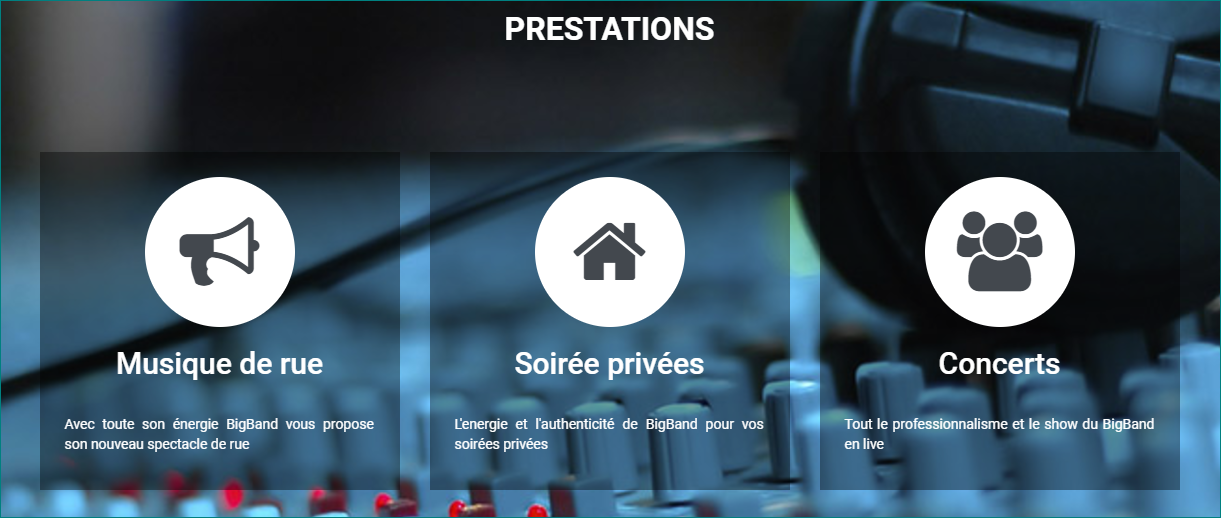 PRESTATIONS
Musique de rue
Avec toute son énergie BigBand vous propose
son nouveau spectacle de rue
Soirée privées
L'energie et l'authenticité de BigBand pour vos
soirées privées
Concerts
Tout le professionnalisme et le show du BigBand
en live